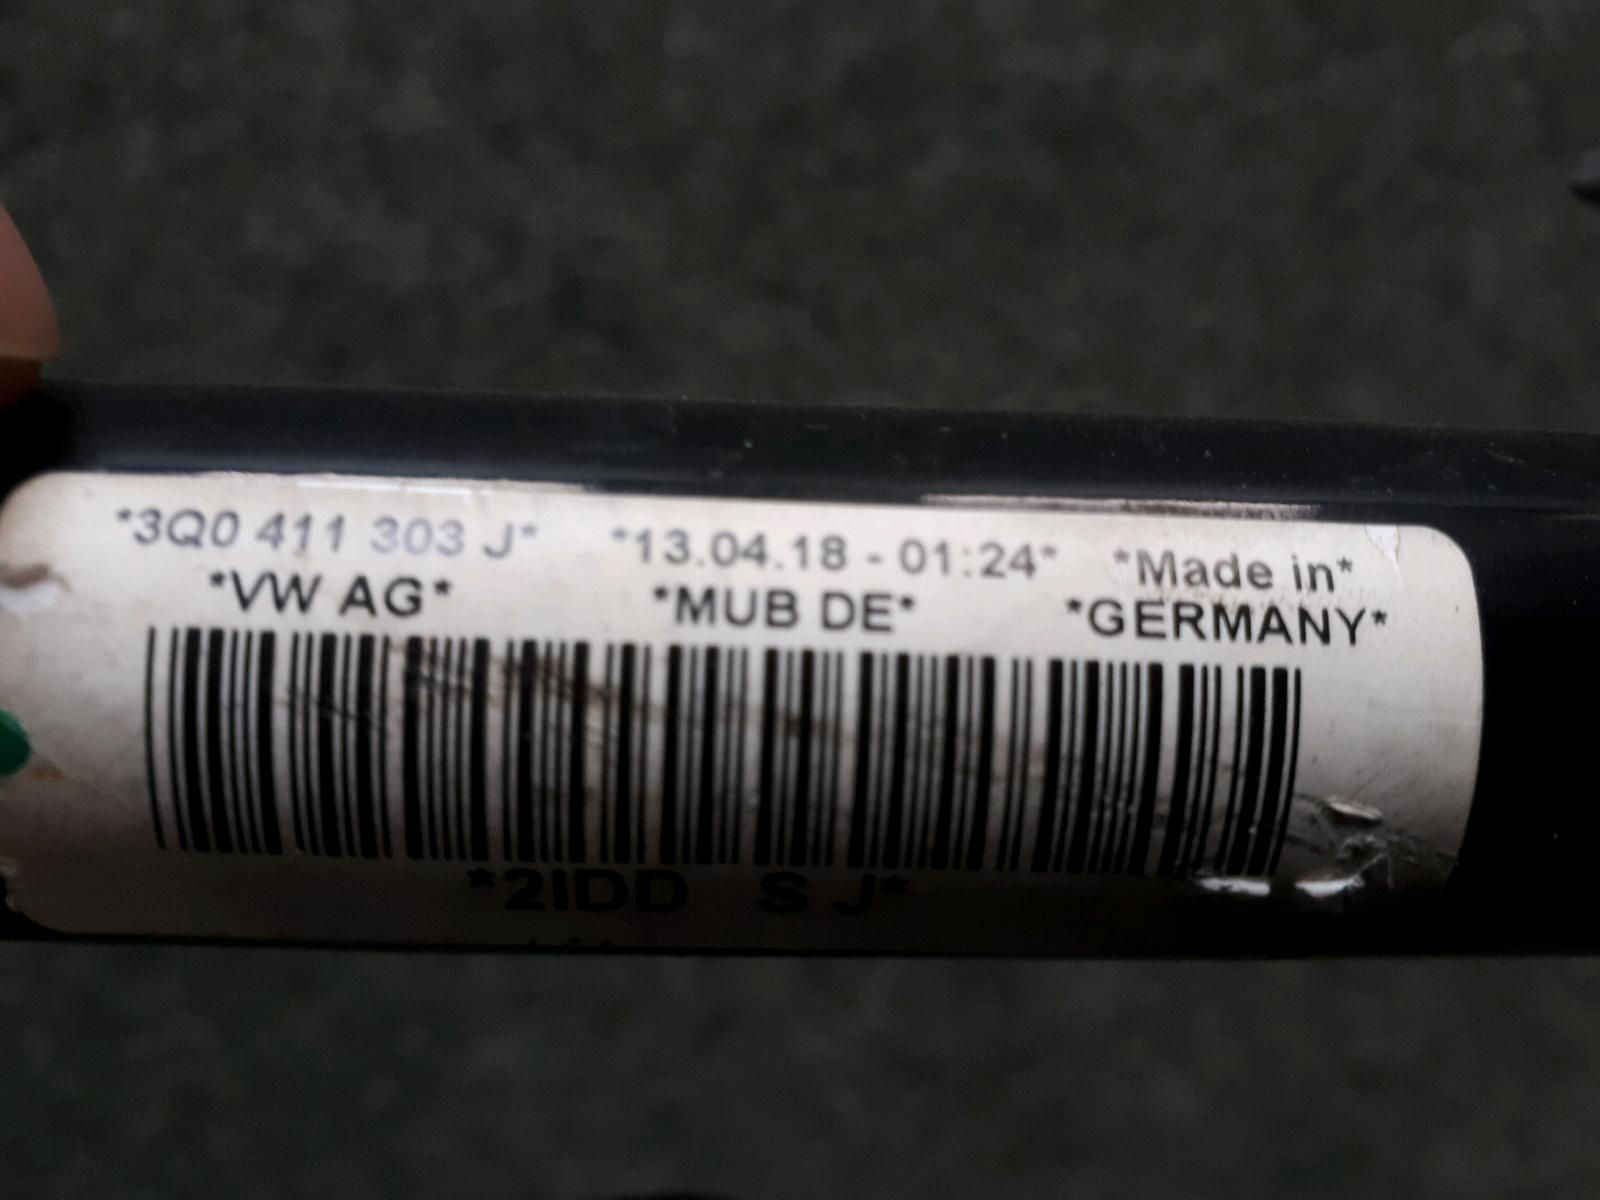 *3Q0 411 303 J* *13.04.18 - 01:24* *Made in*
*VW AG* *MUB DE* *GERMANY*
*2IDD S J*